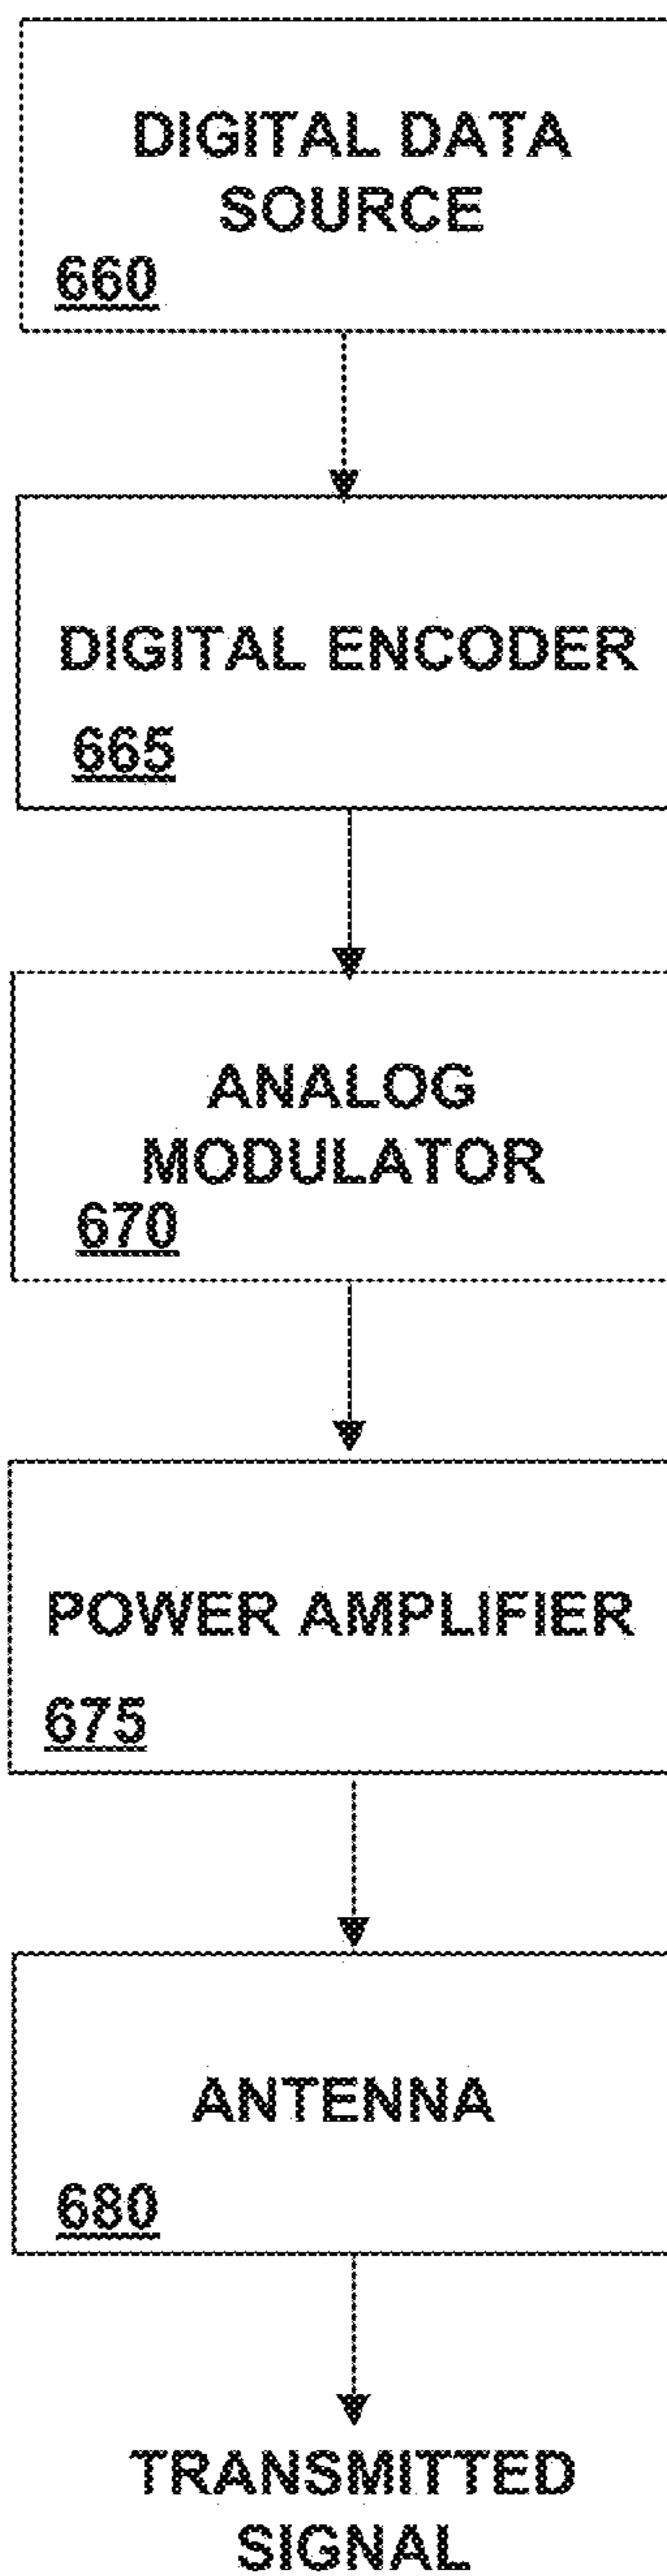 DIGITAL DATA
SOURCE
660
DIGITAL ENCODER
665
ANALOG
MODULATOR
670
POWER AMPLIFIER
675
ANTENNA
680
TRANSMITTED
SIGNAL